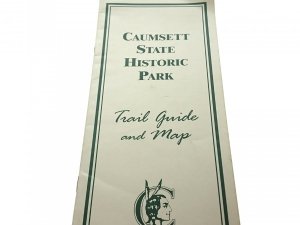 CAUMSETT
STATE
HISTORIC
PARK
Trail Guide
and Map